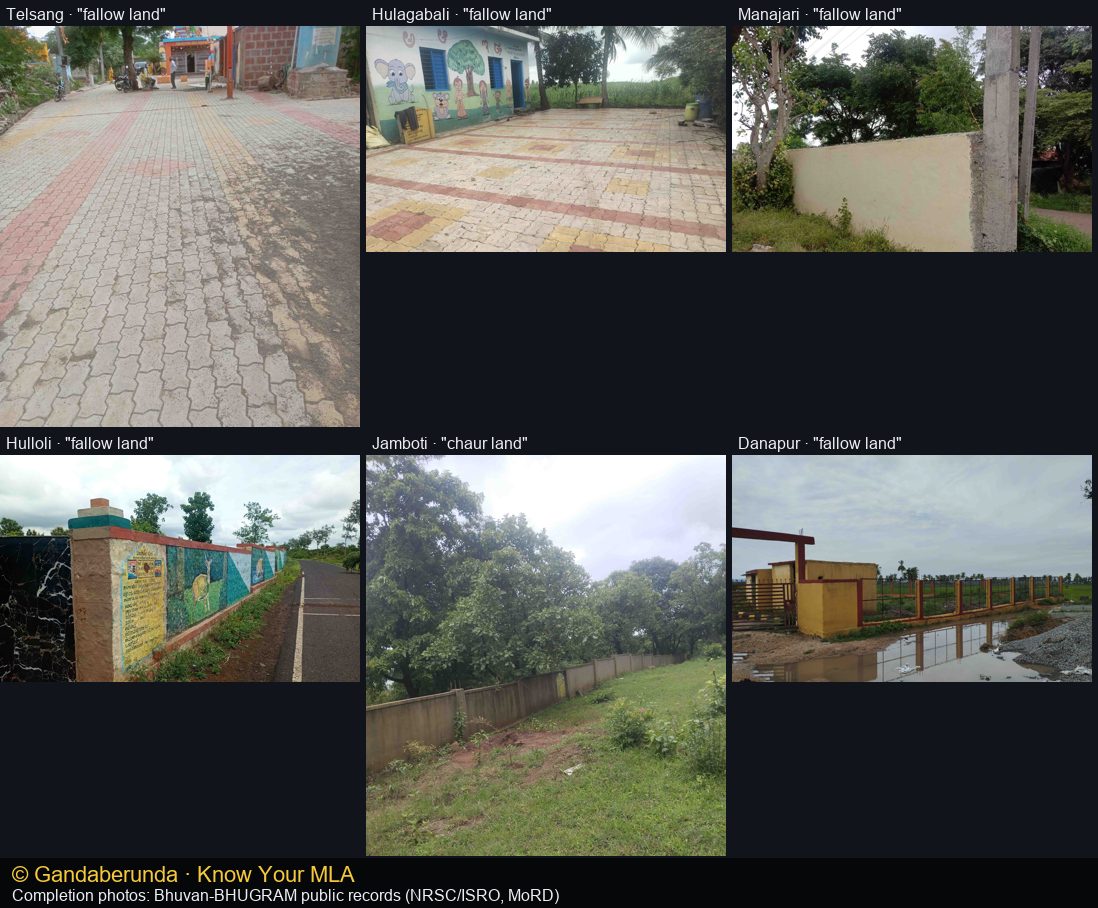 Telsang · "fallow land"
Hulagabali · "fallow land"
Manajari · "fallow land"
Hulloli · "fallow land"
Jamboti · "chaur land"
Danapur · "fallow land"
© Gandaberunda · Know Your MLA
Completion photos: Bhuvan-BHUGRAM public records (NRSC/ISRO, MoRD)